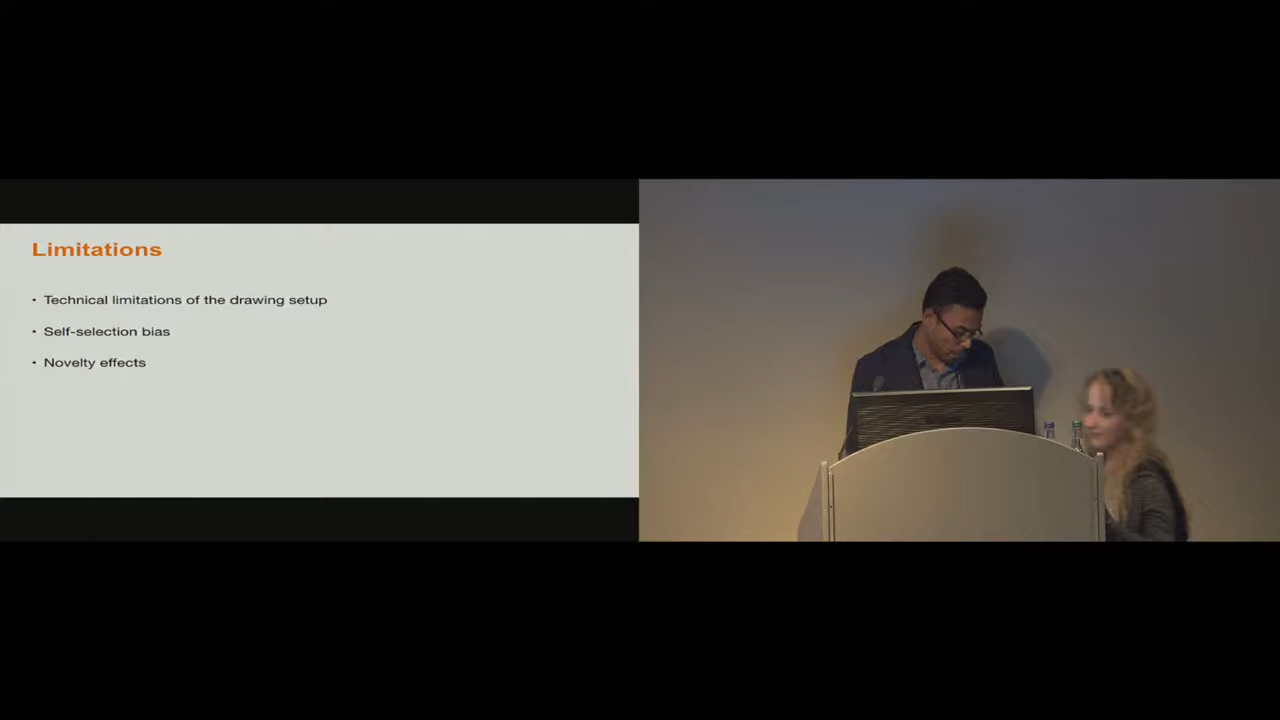 Limitations
• Technical limitations of the drawing setup
• Self-selection bias
• Novelty effects